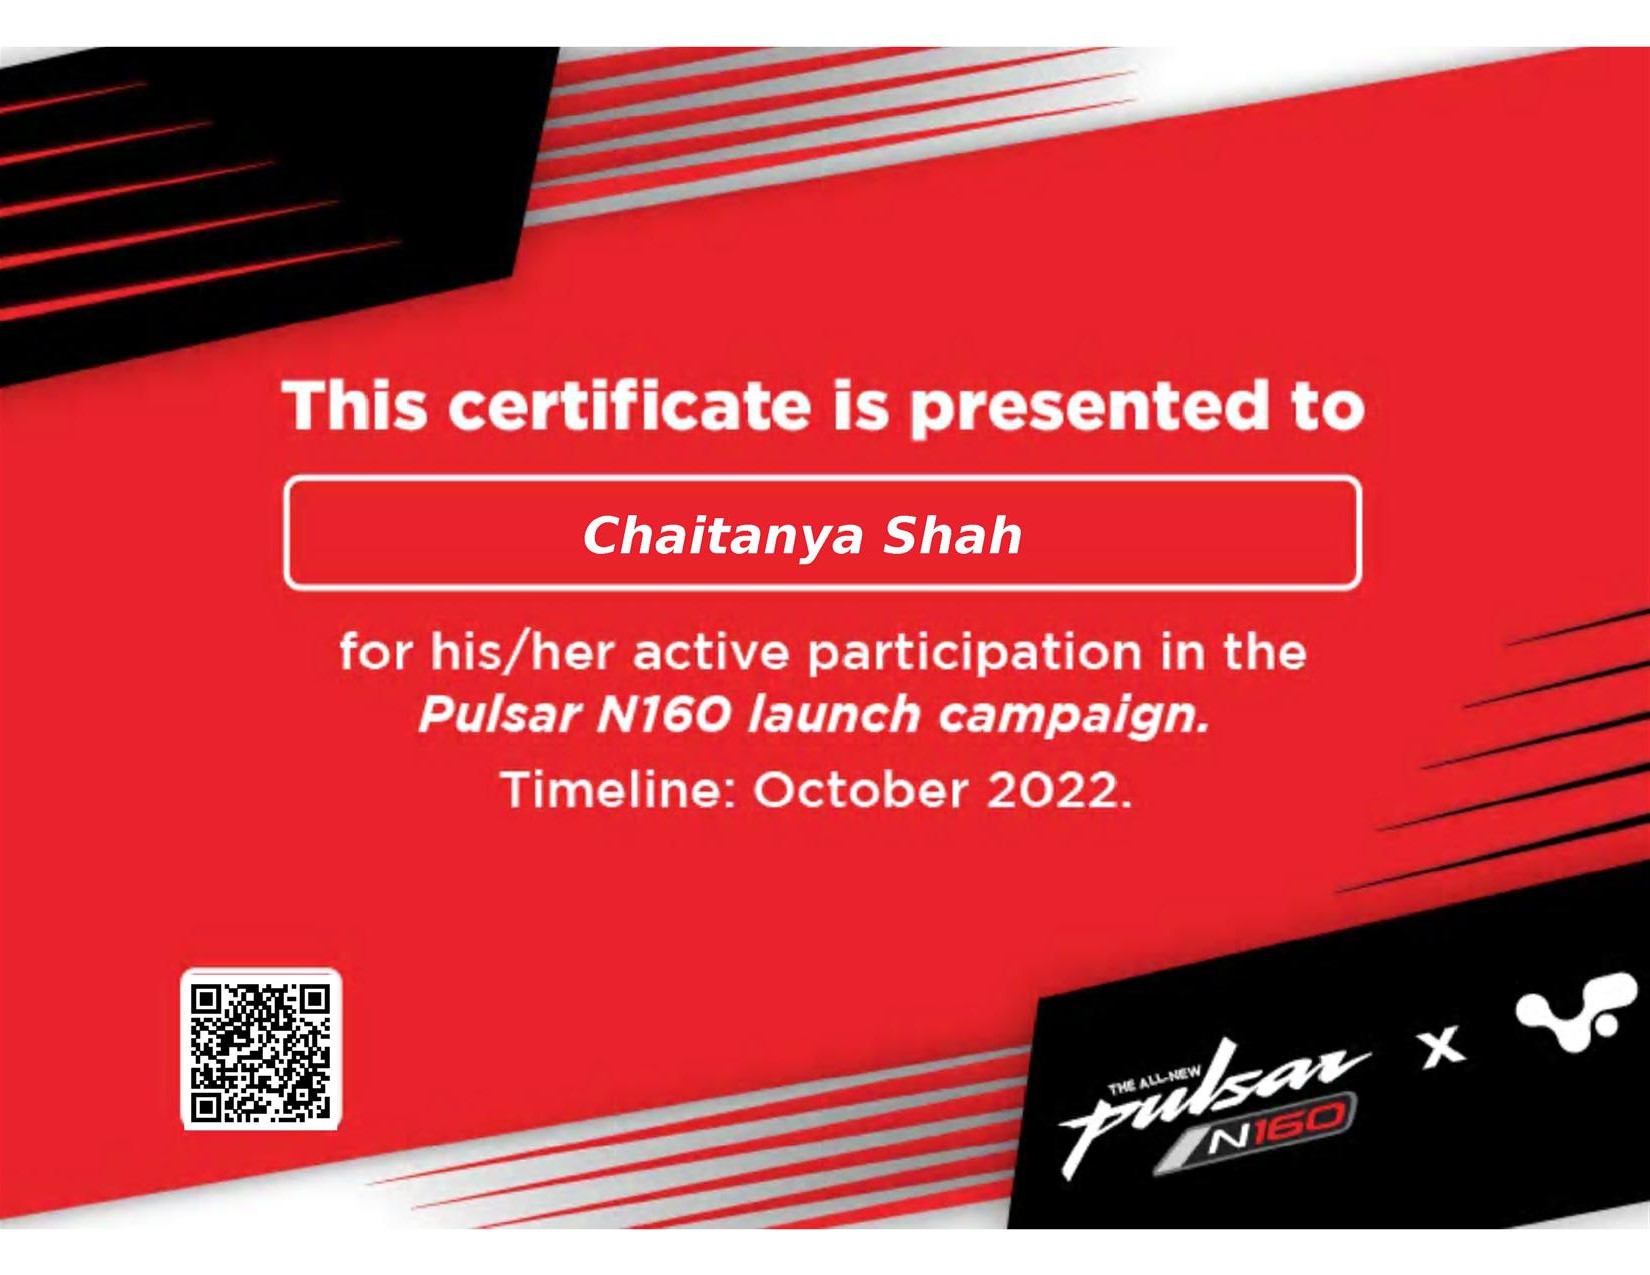 This certificate is presented to
Chaitanya Shah
for his/her active participation in the
Pulsar N160 launch campaign.
Timeline: October 2022.
THE ALL-NEW
pulsar
N160
X